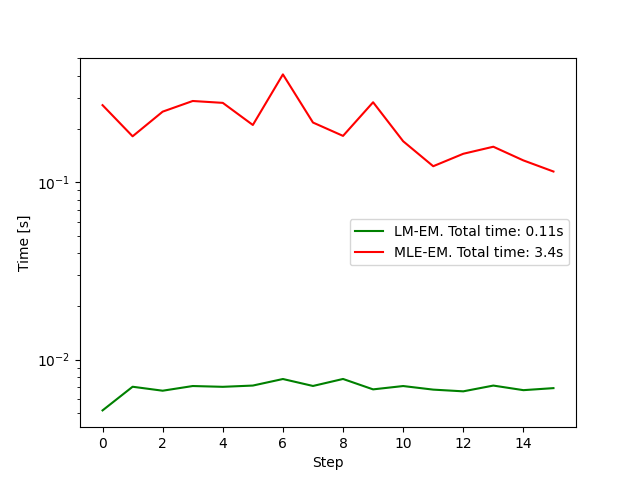 Time [s]
10⁻¹
10⁻²
LM-EM. Total time: 0.11s
MLE-EM. Total time: 3.4s
0 2 4 6 8 10 12 14
Step